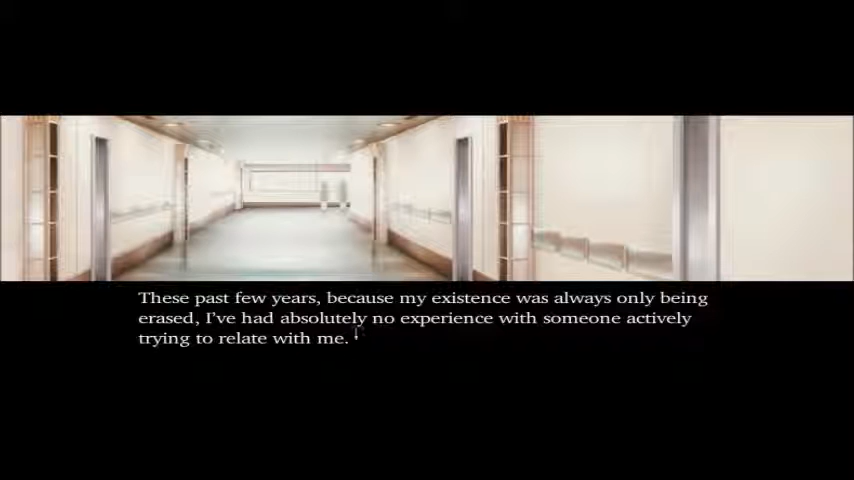 These past few years, because my existence was always only being
erased, I've had absolutely no experience with someone actively
trying to relate with me.